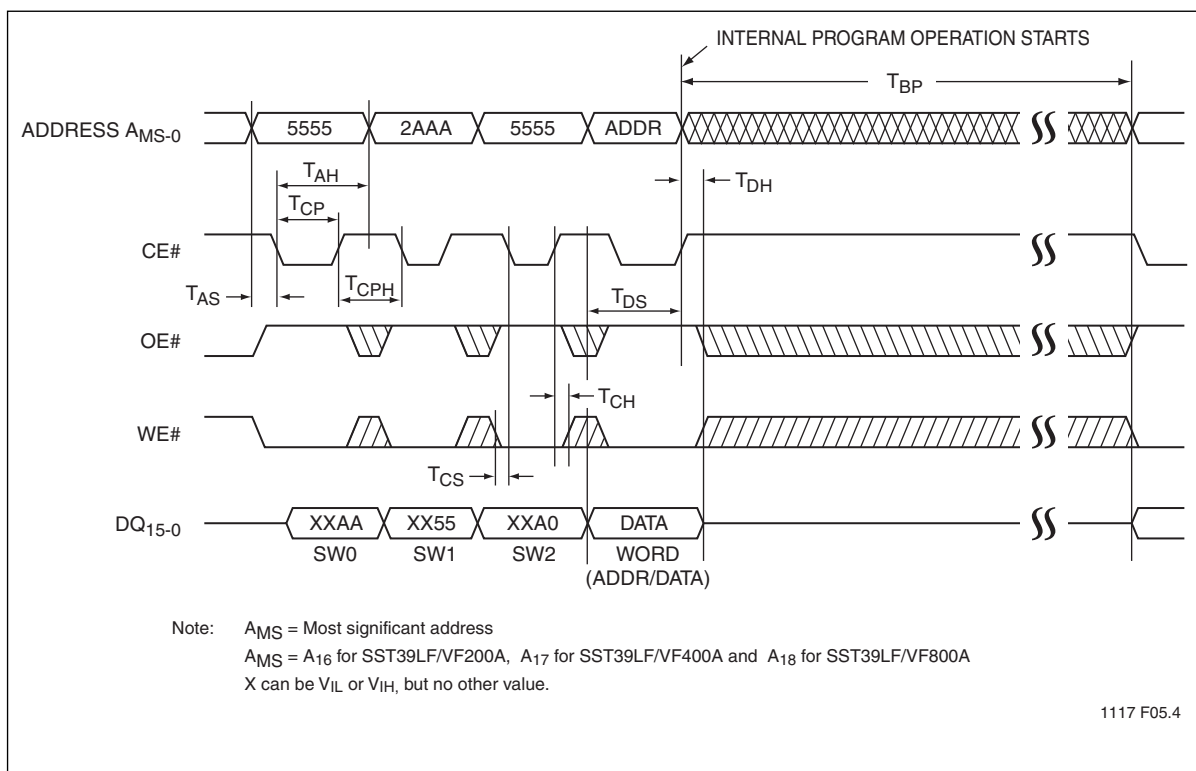 INTERNAL PROGRAM OPERATION STARTS
TBP
ADDRESS AMS-0
5555 2AAA 5555 ADDR
TAH
TDH
TCP
CE#
TAS
TCPH
TDS
OE#
TCH
WE#
TCS
DQ15-0
XXAA XX55 XXA0 DATA
SW0 SW1 SW2 WORD
(ADDR/DATA)
Note: AMS = Most significant address
AMS = A16 for SST39LF/VF200A, A17 for SST39LF/VF400A and A18 for SST39LF/VF800A
X can be VIL or VIH, but no other value.
1117 F05.4